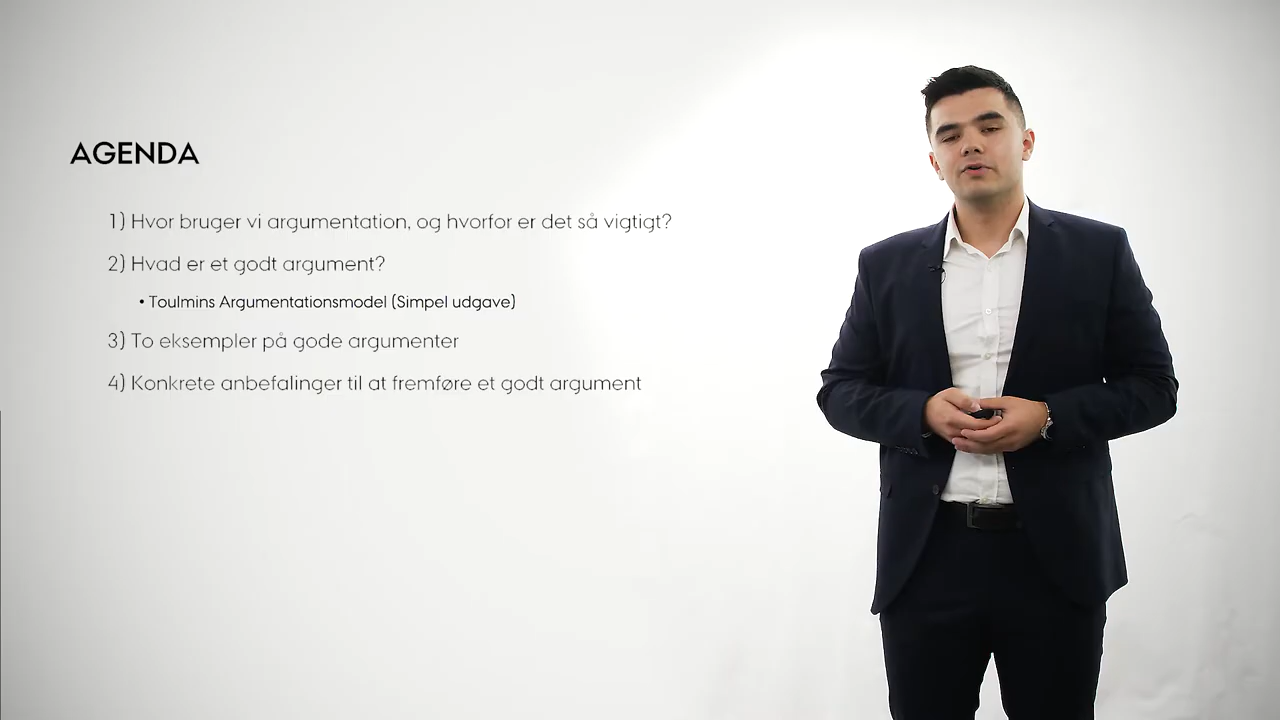 AGENDA
1) Hvor bruger vi argumentation, og hvorfor er det så vigtigt?
2) Hvad er et godt argument?
• Toulmins Argumentationsmodel (Simpel udgave)
3) To eksempler på gode argumenter
4) Konkrete anbefalinger til at fremføre et godt argument